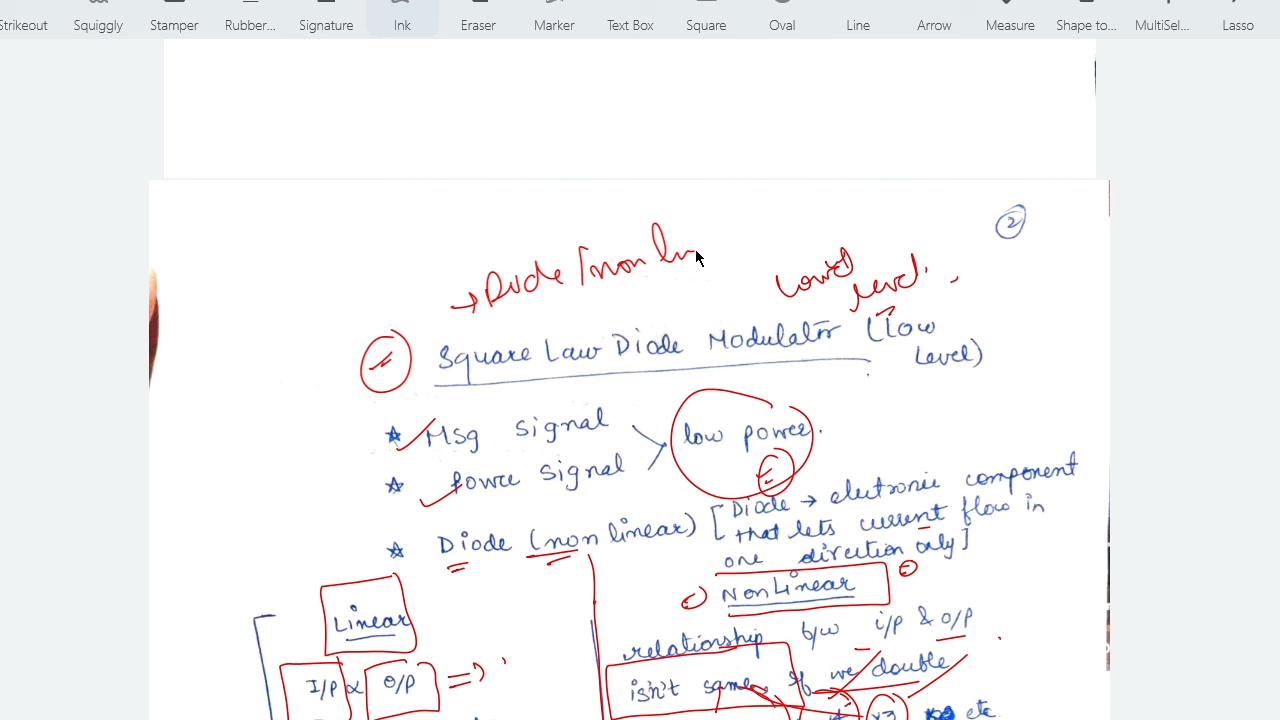 Strikeout Squiggly Stamper Rubber... Signature Ink Eraser Marker Text Box Square Oval Line Arrow Measure Shape to... MultiSel... Lasso
2
→ Diode / non lin
Level.
Square Law Diode Modulator (low
Level)
★ Msg signal
low power.
★ Powre signal
★ Diode (non linear) [Diode → electronic component
that lets current flow in
one direction only]
Non Linear
Linear
relationship b/w i/p & o/p
I/P ∝ O/P =>
isn't same. If we double
x3 etc